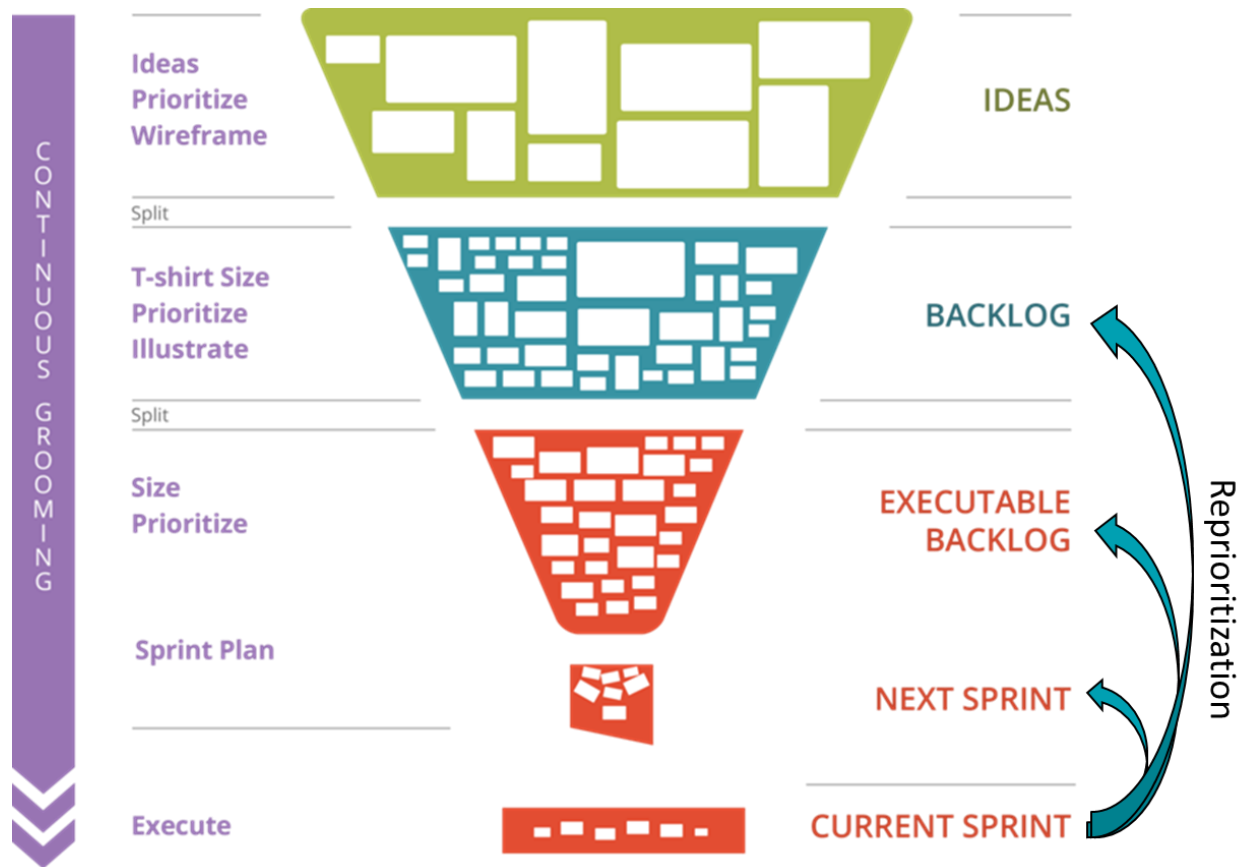 CONTINUOUS GROOMING
Ideas
Prioritize
Wireframe
IDEAS
Split
T-shirt Size
Prioritize
Illustrate
BACKLOG
Split
Size
Prioritize
EXECUTABLE
BACKLOG
Sprint Plan
NEXT SPRINT
Execute
CURRENT SPRINT
Reprioritization